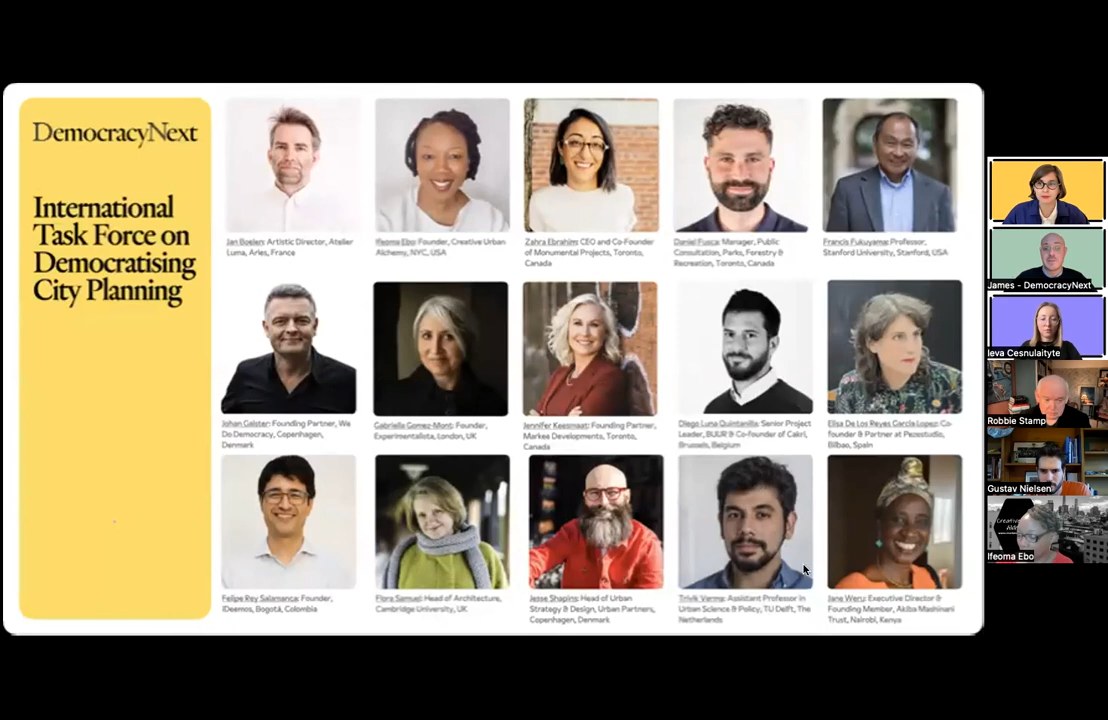 DemocracyNext
International
Task Force on
Democratising
City Planning
Jan Boelen: Artistic Director, Atelier
Luma, Arles, France
Ifeoma Ebo: Founder, Creative Urban
Alchemy, NYC, USA
Zahra Ebrahim: CEO and Co-Founder
of Monumental Projects, Toronto,
Canada
Daniel Fusca: Manager, Public
Consultation, Parks, Forestry &
Recreation, Toronto, Canada
Francis Fukuyama: Professor,
Stanford University, Stanford, USA
Johan Galster: Founding Partner, We
Do Democracy, Copenhagen,
Denmark
Gabriella Gomez-Mont: Founder,
Experimentalista, London, UK
Jennifer Keesmaat: Founding Partner,
Markee Developments, Toronto,
Canada
Diego Luna Quintanilla: Senior Project
Leader, BUUR & Co-founder of Cakri,
Brussels, Belgium
Elisa De Los Reyes García Lopez: Co-
founder & Partner at Pezestudio,
Bilbao, Spain
Felipe Rey Salamanca: Founder,
iDeemos, Bogotá, Colombia
Flora Samuel: Head of Architecture,
Cambridge University, UK
Jesse Shapins: Head of Urban
Strategy & Design, Urban Partners,
Copenhagen, Denmark
Trivik Verma: Assistant Professor in
Urban Science & Policy, TU Delft, The
Netherlands
Jane Weru: Executive Director &
Founding Member, Akiba Mashinani
Trust, Nairobi, Kenya
James - DemocracyNext
Ieva Cesnulaityte
Robbie Stamp
Gustav Nielsen
Creative
Ifeoma Ebo